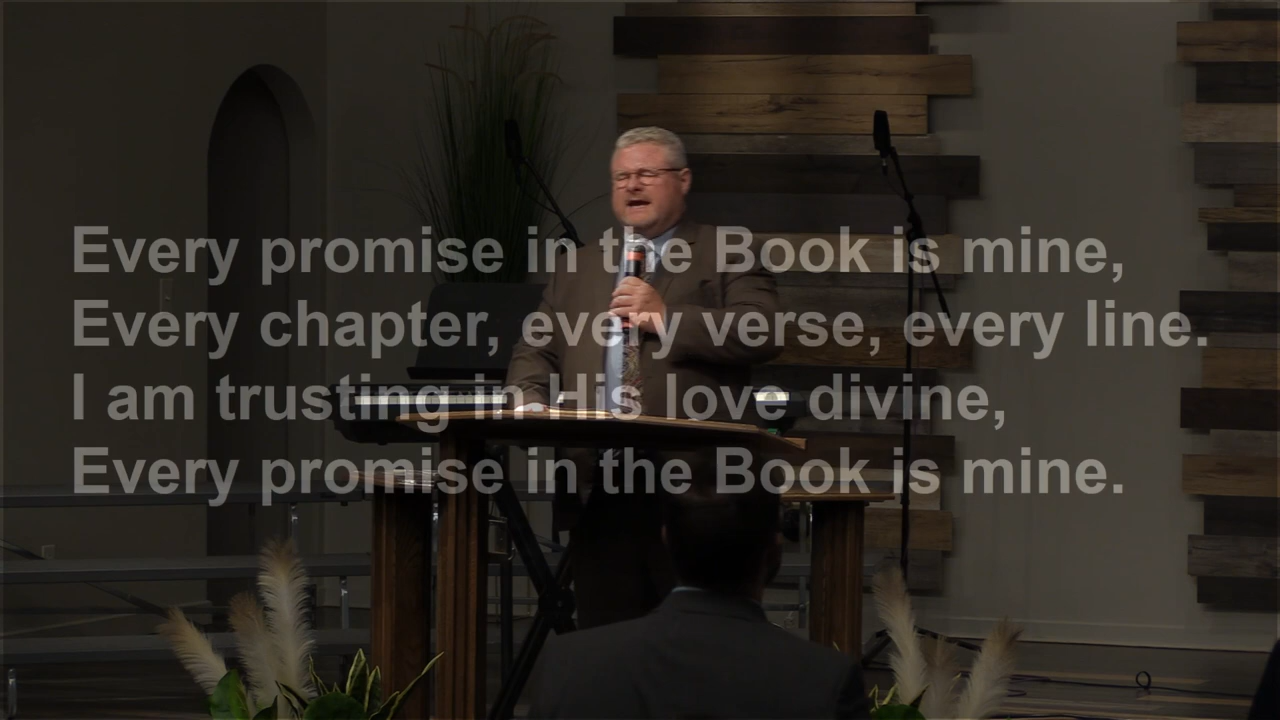 Every promise in the Book is mine,
Every chapter, every verse, every line.
I am trusting in His love divine,
Every promise in the Book is mine.